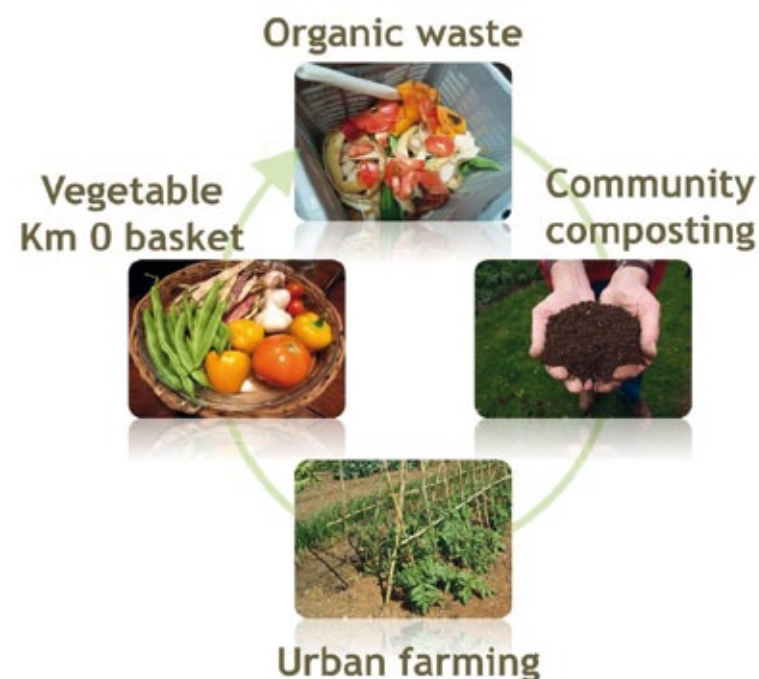 Organic waste
Community
composting
Urban farming
Vegetable
Km 0 basket